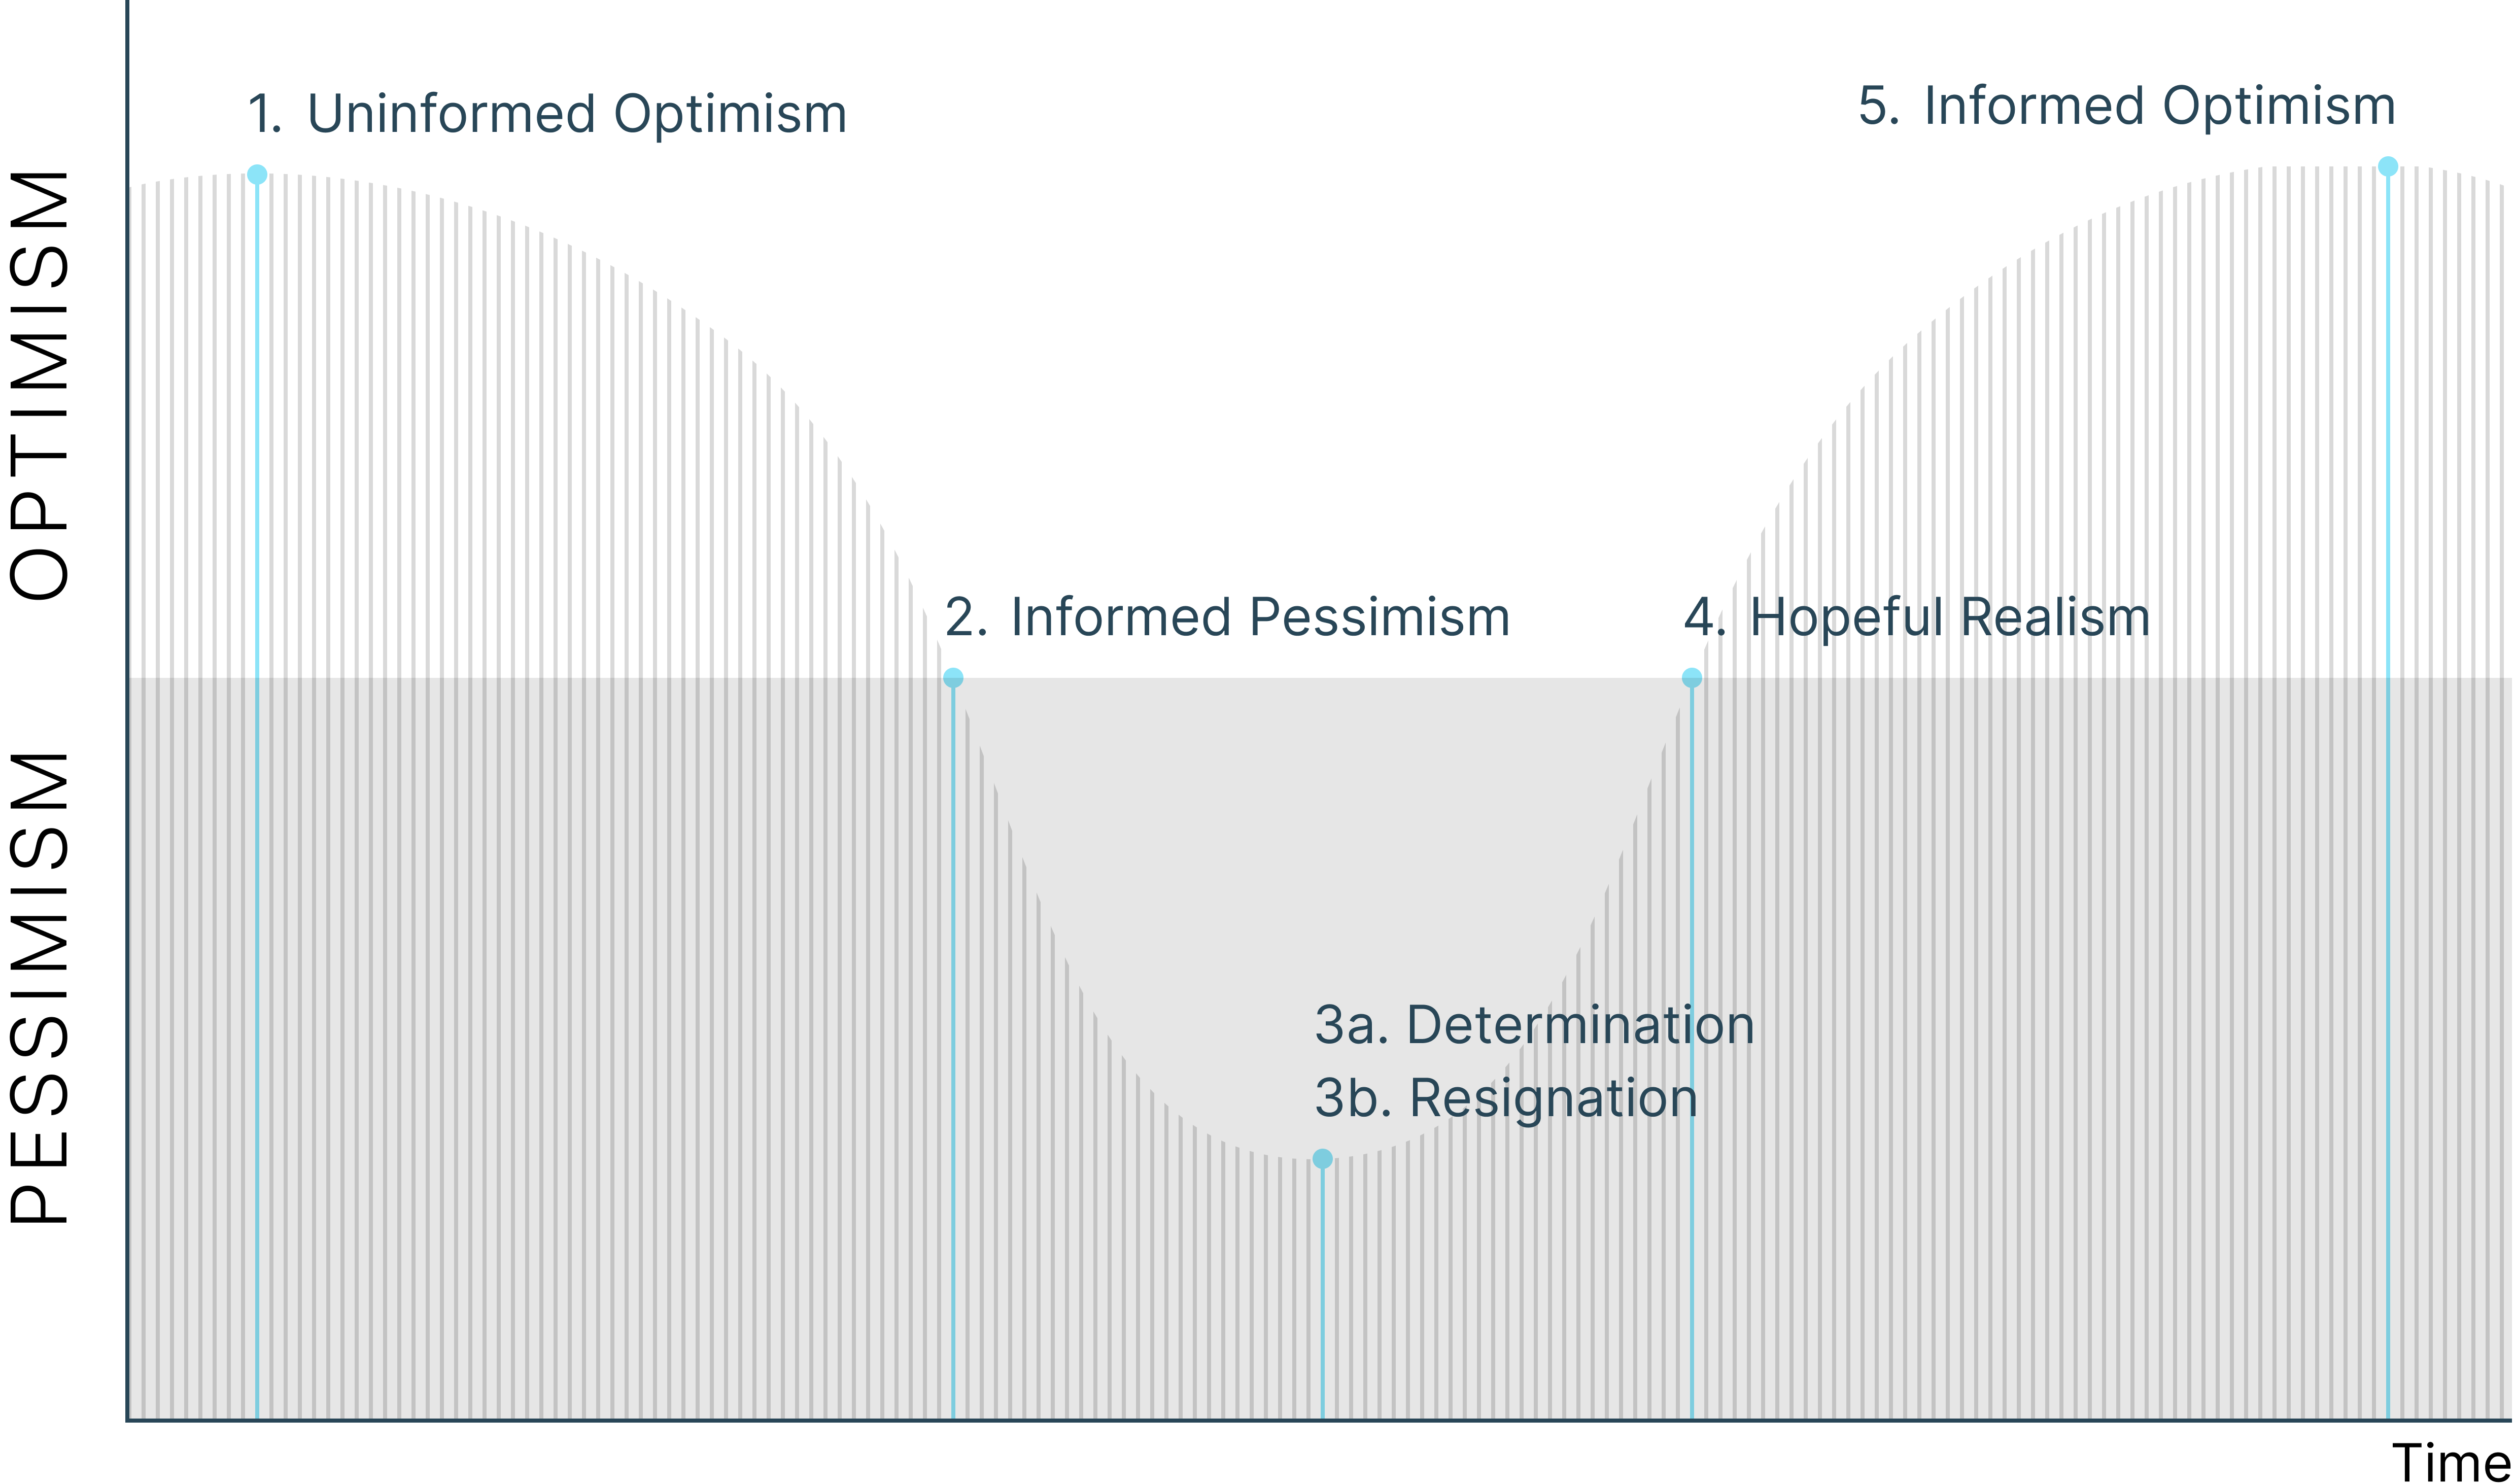 OPTIMISM
PESSIMISM
1. Uninformed Optimism
5. Informed Optimism
2. Informed Pessimism
4. Hopeful Realism
3a. Determination
3b. Resignation
Time